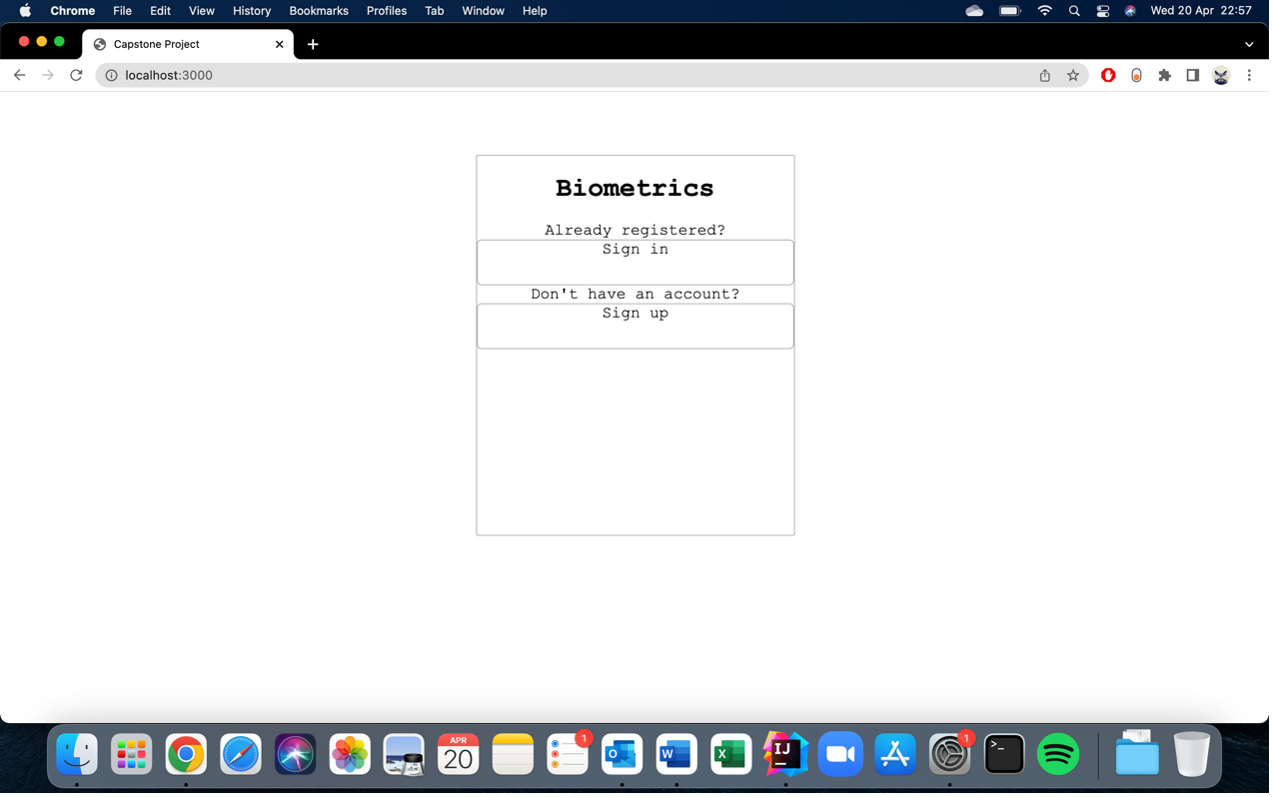 Chrome File Edit View History Bookmarks Profiles Tab Window Help Wed 20 Apr 22:57
Capstone Project
localhost:3000
Biometrics
Already registered?
Sign in
Don't have an account?
Sign up
APR
20
1
O
W
X
IJ
1
>_